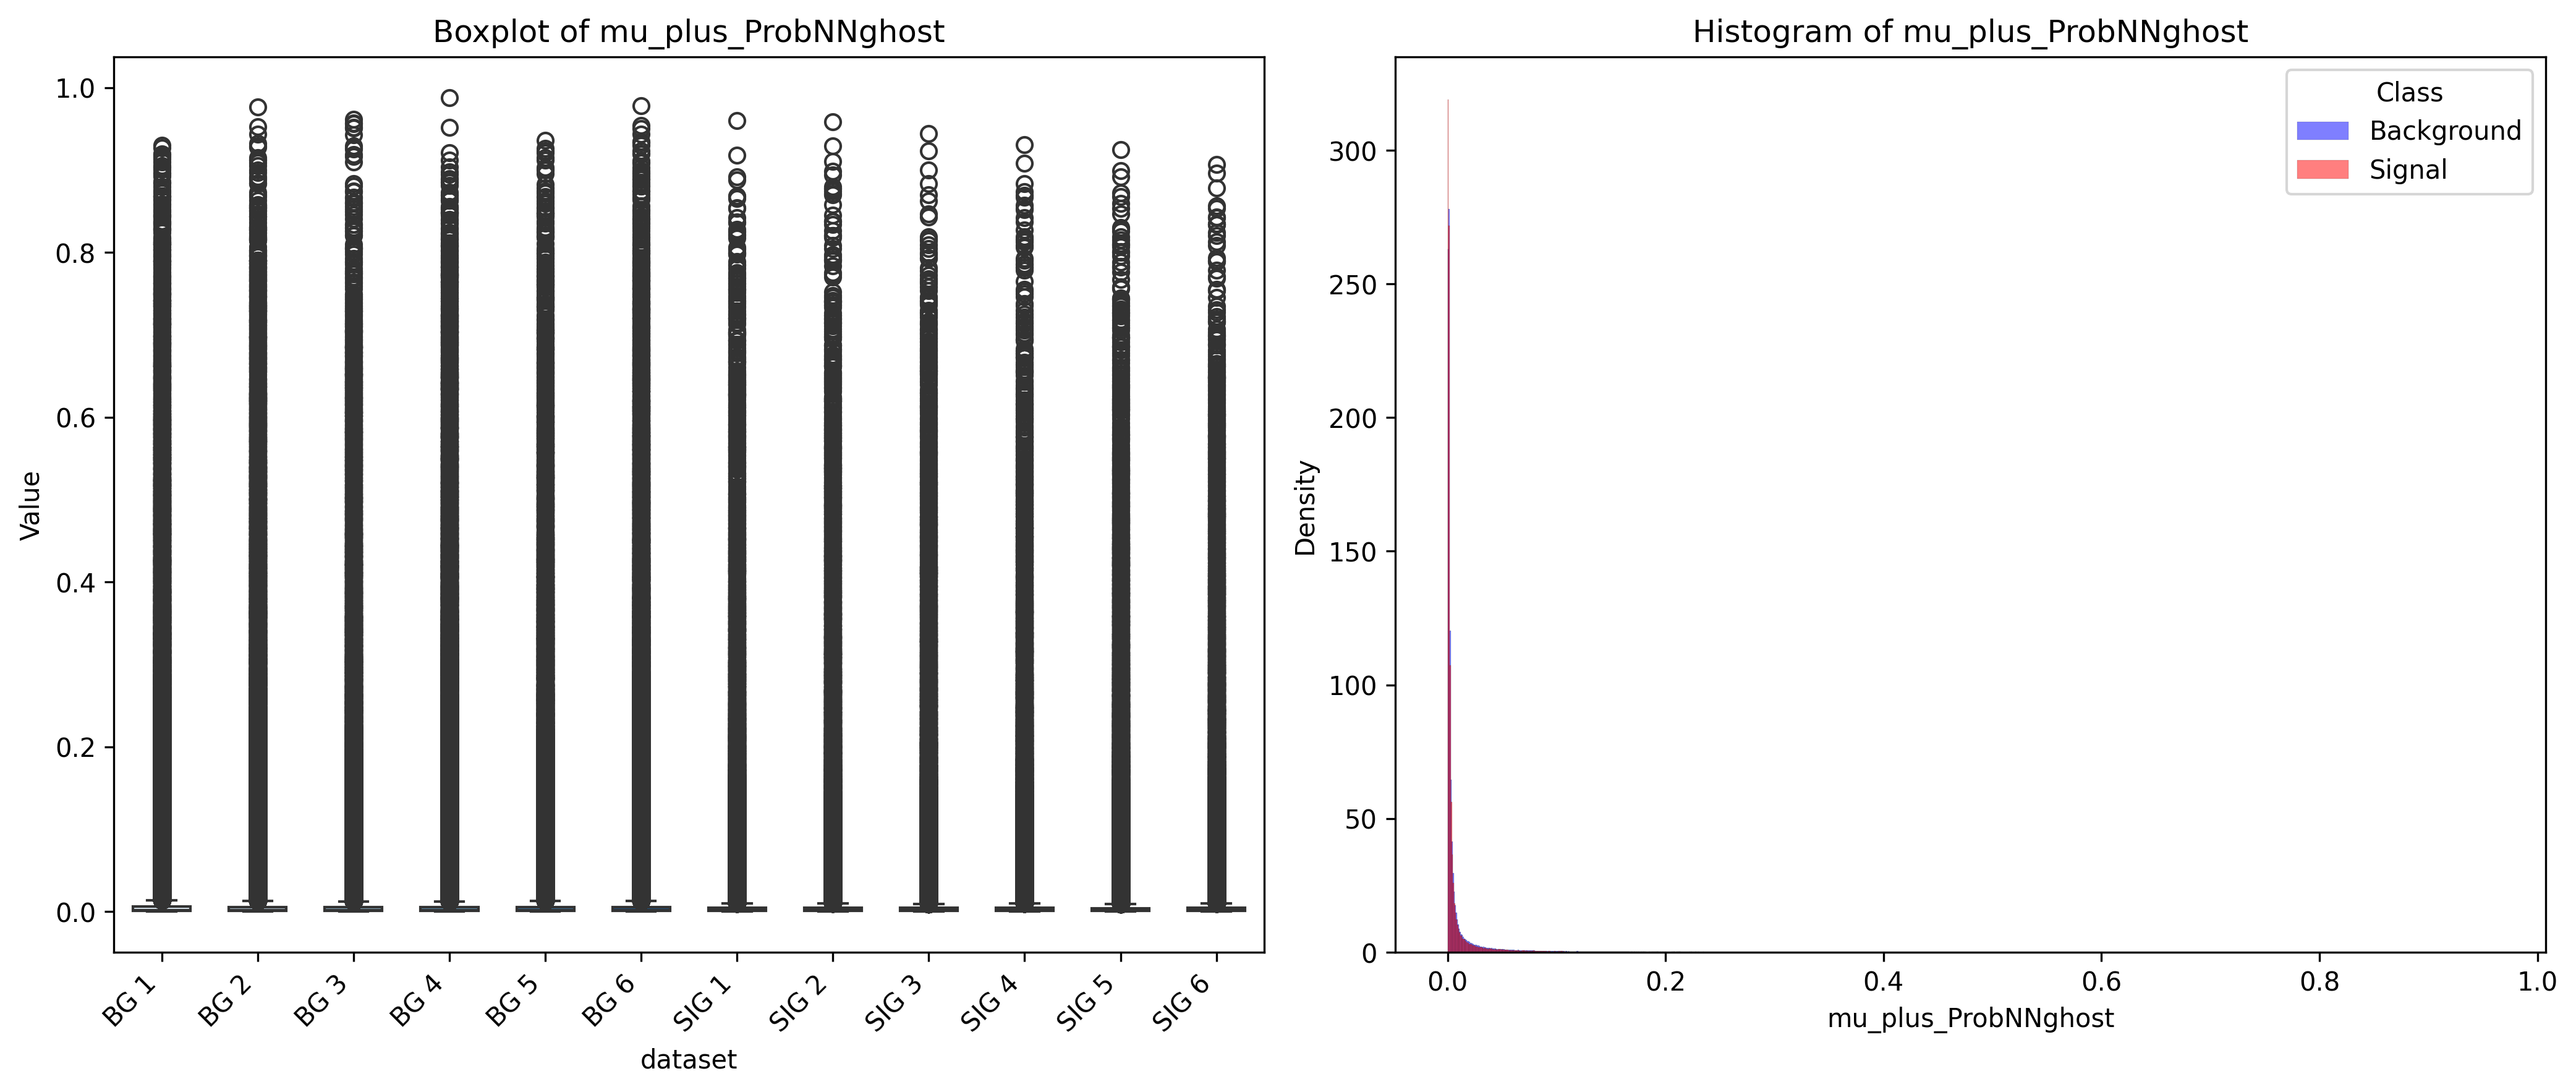 Boxplot of mu_plus_ProbNNghost
1.0
0.8
0.6
0.4
0.2
0.0
Value
BG 1
BG 2
BG 3
BG 4
BG 5
BG 6
SIG 1
SIG 2
SIG 3
SIG 4
SIG 5
SIG 6
dataset
Histogram of mu_plus_ProbNNghost
Class
Background
Signal
300
250
200
150
100
50
0
Density
0.0
0.2
0.4
0.6
0.8
1.0
mu_plus_ProbNNghost